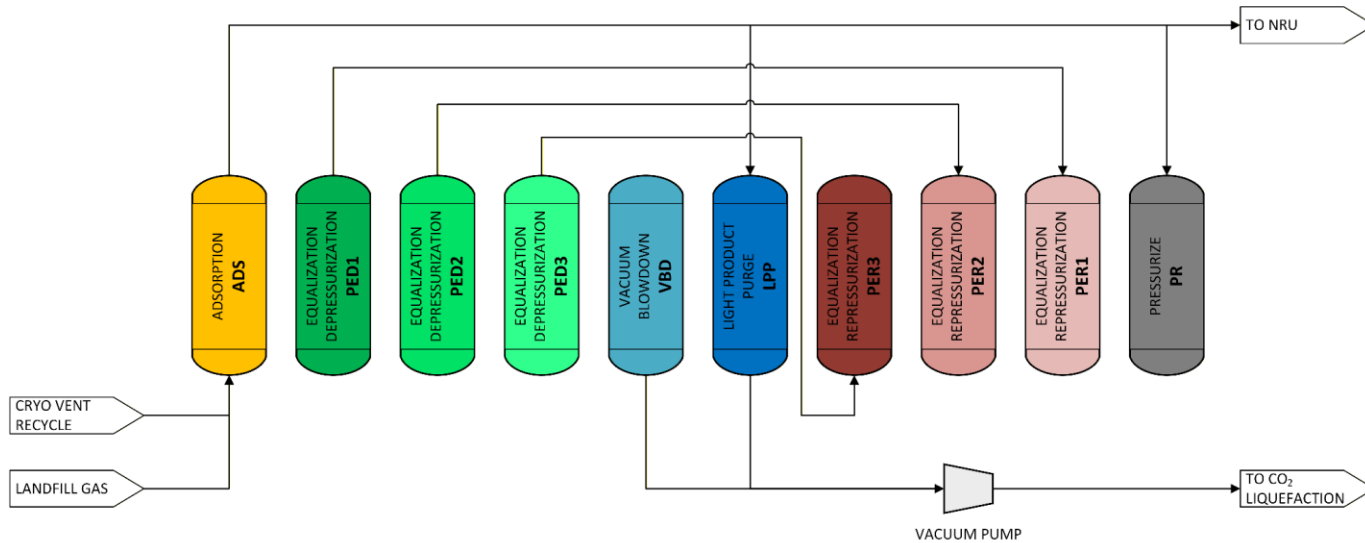 TO NRU
ADSORPTION
ADS
EQUALIZATION
DEPRESSURIZATION
PED1
EQUALIZATION
DEPRESSURIZATION
PED2
EQUALIZATION
DEPRESSURIZATION
PED3
VACUUM
BLOWDOWN
VBD
LIGHT PRODUCT
PURGE
LPP
EQUALIZATION
REPRESSURIZATION
PER3
EQUALIZATION
REPRESSURIZATION
PER2
EQUALIZATION
REPRESSURIZATION
PER1
PRESSURIZE
PR
CRYO VENT
RECYCLE
LANDFILL GAS
VACUUM PUMP
TO CO₂
LIQUEFACTION